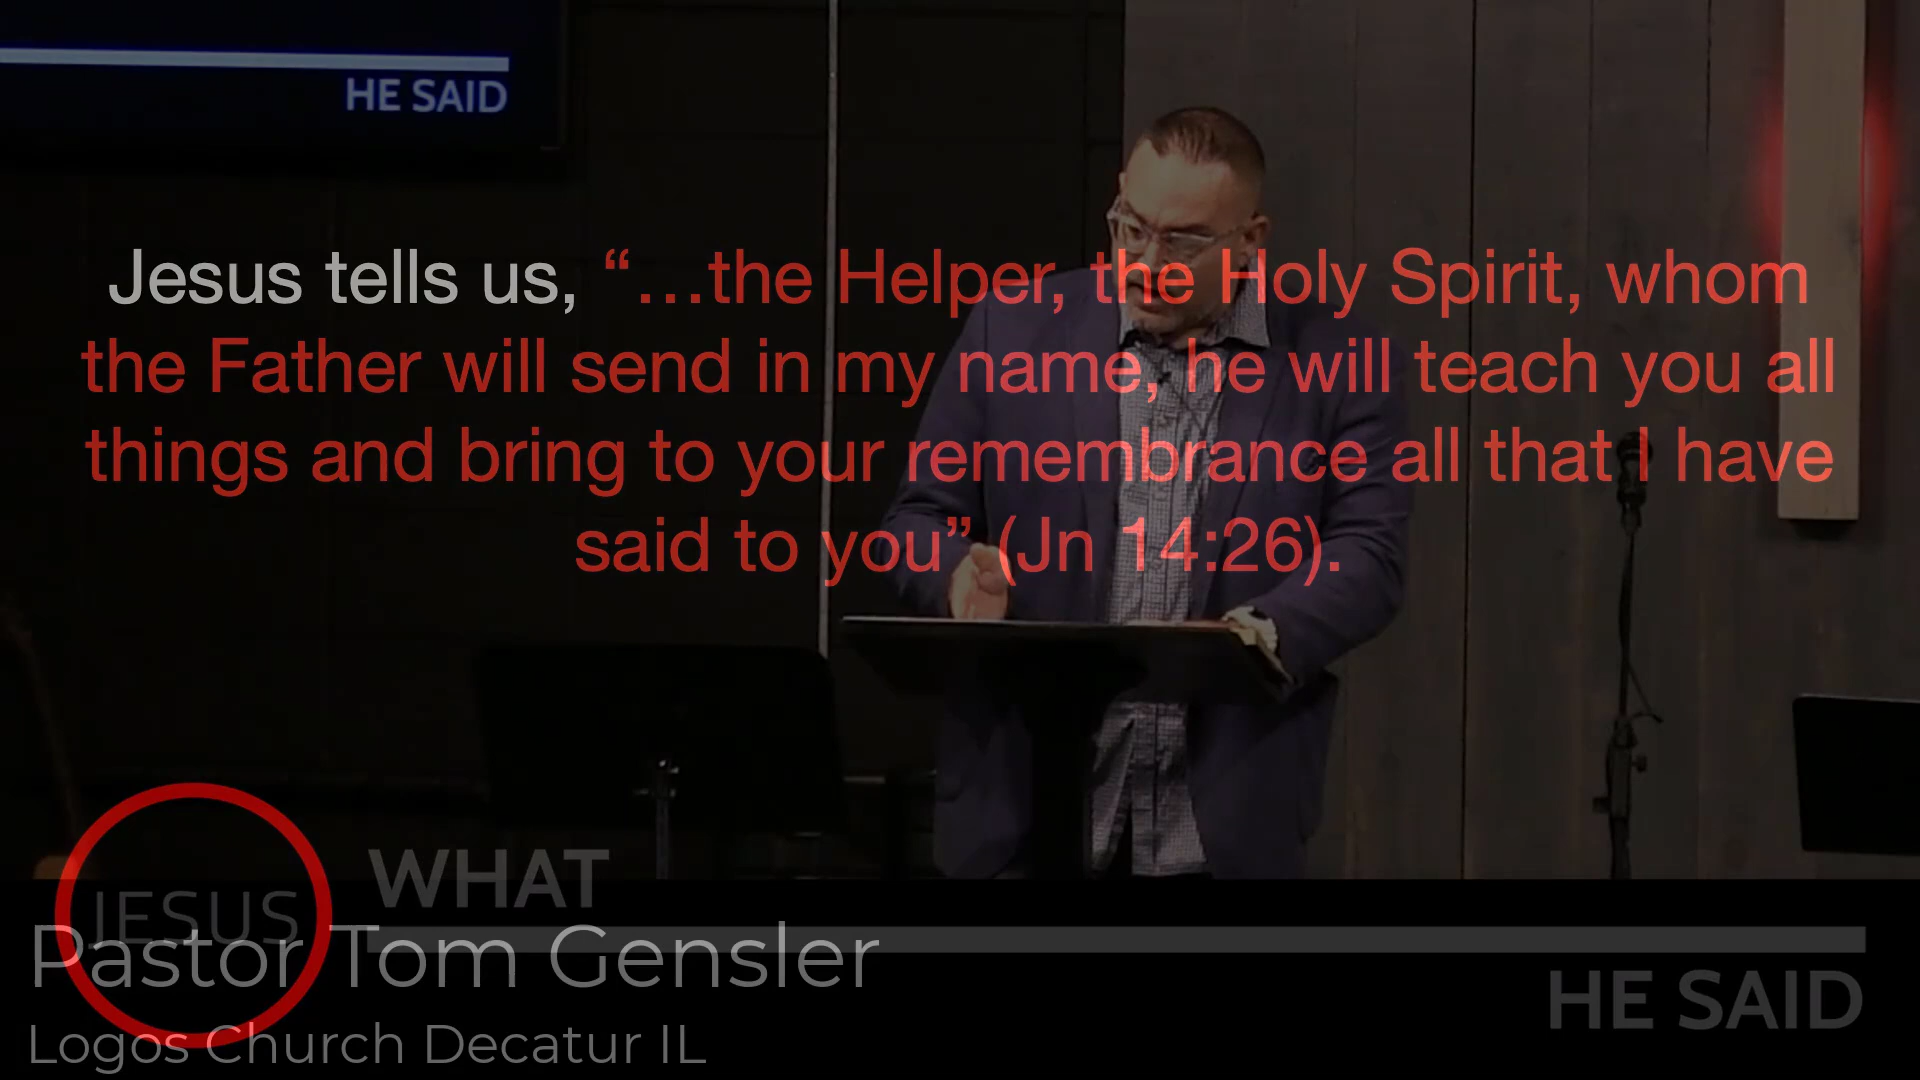 HE SAID
Jesus tells us, “…the Helper, the Holy Spirit, whom
the Father will send in my name, he will teach you all
things and bring to your remembrance all that I have
said to you” (Jn 14:26).
WHAT
JESUS
Pastor Tom Gensler
HE SAID
Logos Church Decatur IL